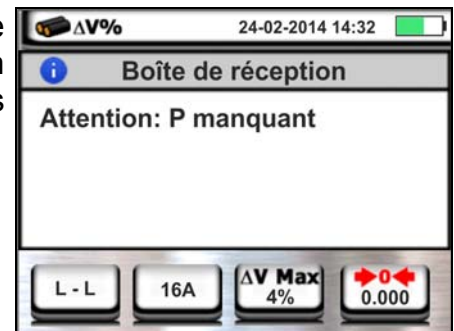 e
n
s
ΔV%
24-02-2014 14:32
Boîte de réception
Attention: P manquant
L - L
16A
ΔV Max
4%
0
0.000